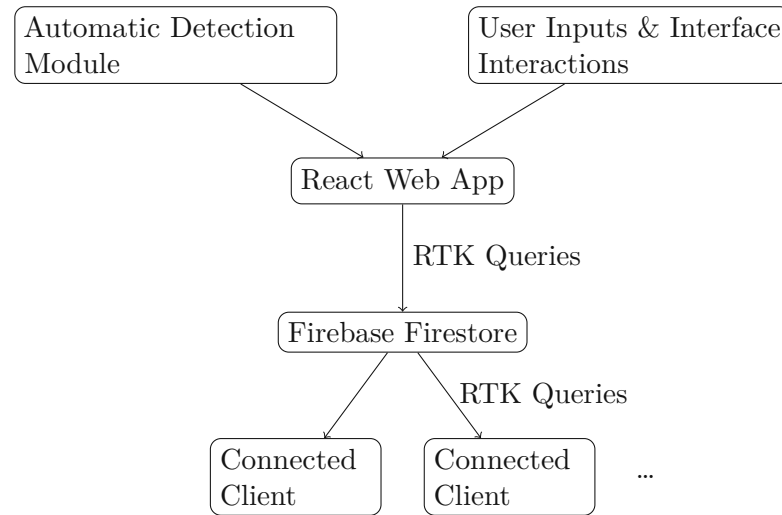 Automatic Detection
Module
User Inputs & Interface
Interactions
React Web App
RTK Queries
Firebase Firestore
RTK Queries
Connected
Client
Connected
Client
...